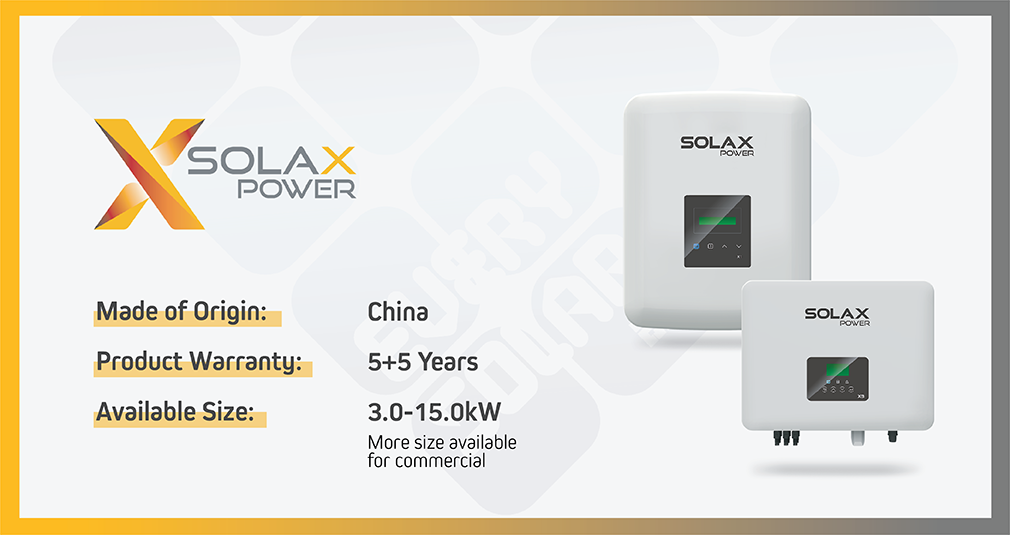 SOLAX
POWER
Made of Origin: China
Product Warranty: 5+5 Years
Available Size: 3.0-15.0kW
More size available
for commercial
SOLAX
POWER
SOLAX
POWER
X3